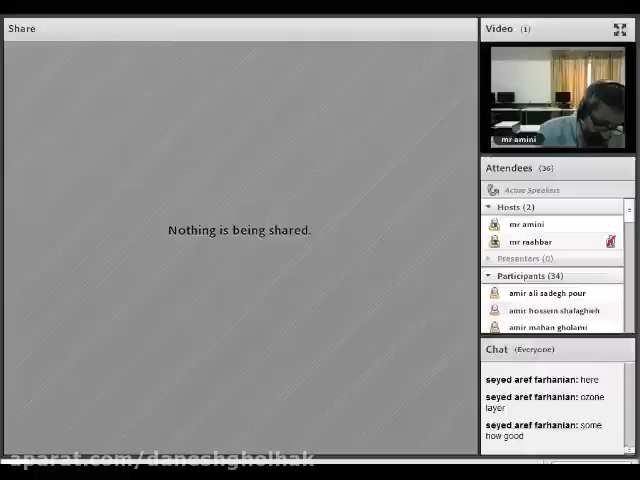 Share
Nothing is being shared.
Video (1)
mr amini
Attendees (36)
Active Speakers
Hosts (2)
mr amini
mr raahbar
Presenters (0)
Participants (34)
amir ali sadegh pour
amir hossein shafaghieh
amir mahan gholami
Chat (Everyone)
seyed aref farhanian: here
seyed aref farhanian: ozone
layer
seyed aref farhanian: some
how good
aparat.com/daneshgholhak